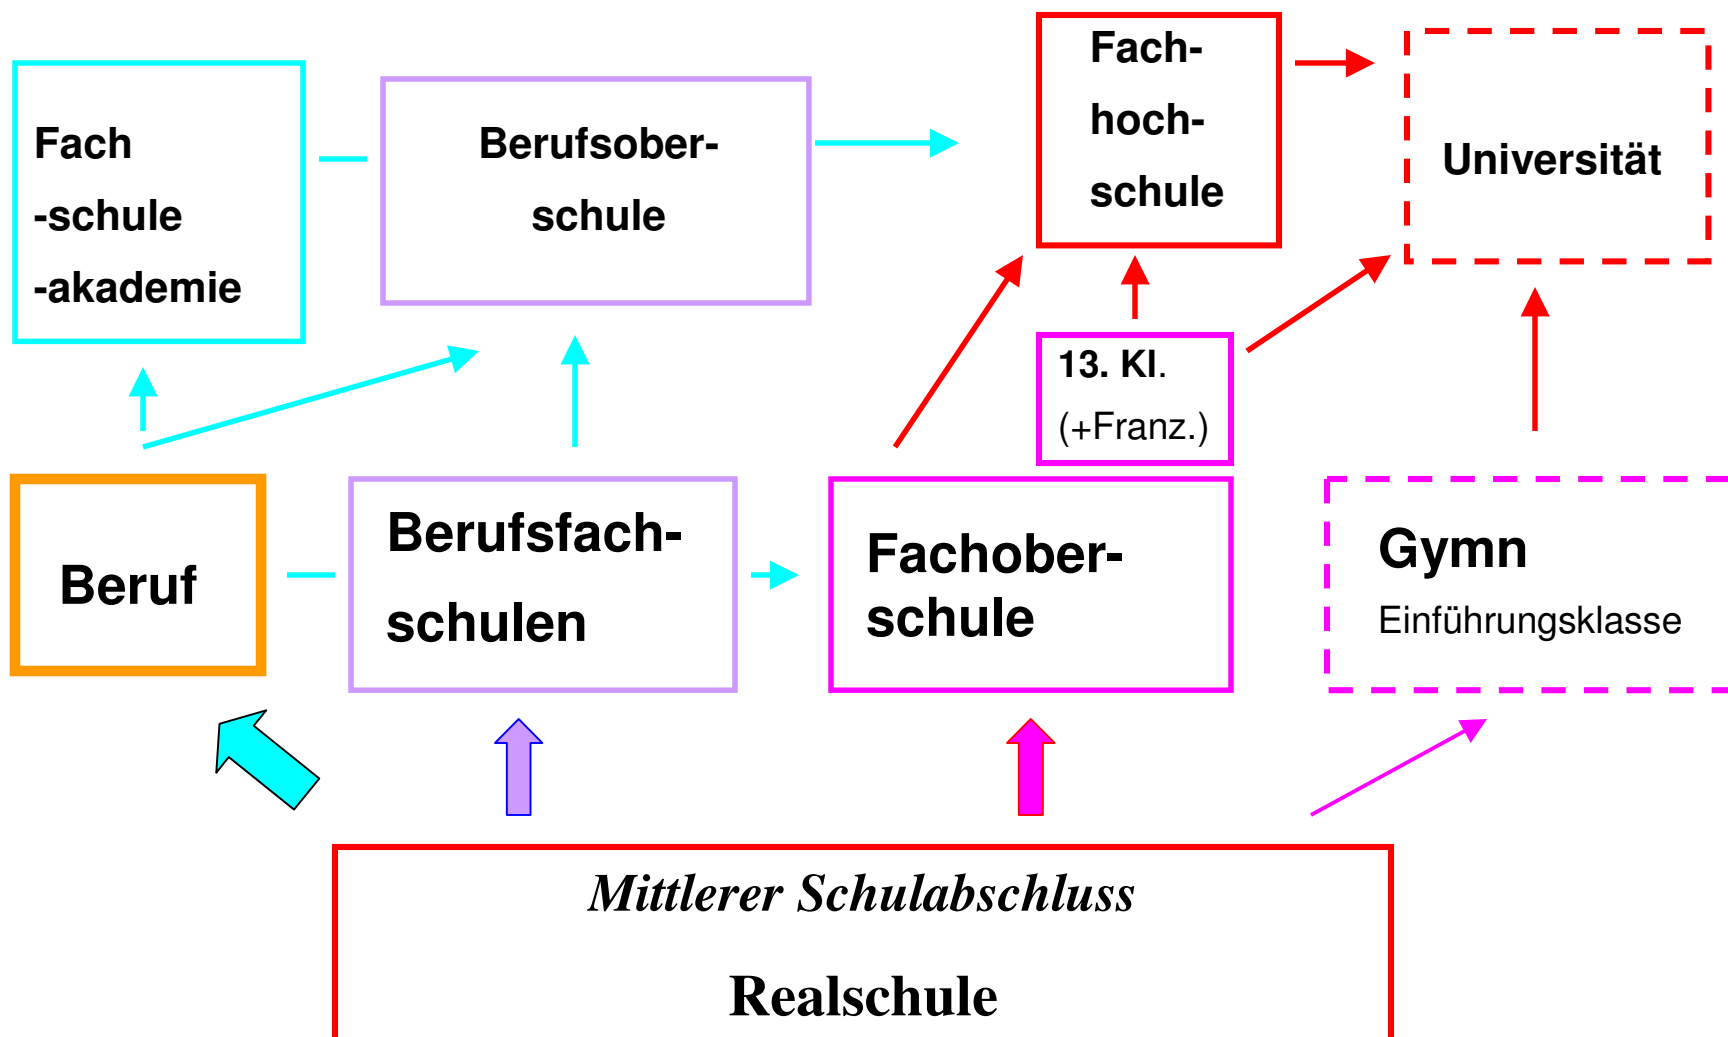 Fach
-schule
-akademie
Berufsober-
schule
Fach-
hoch-
schule
Universität
13. Kl.
(+Franz.)
Beruf
Berufsfach-
schulen
Fachober-
schule
Gymn
Einführungsklasse
Mittlerer Schulabschluss
Realschule